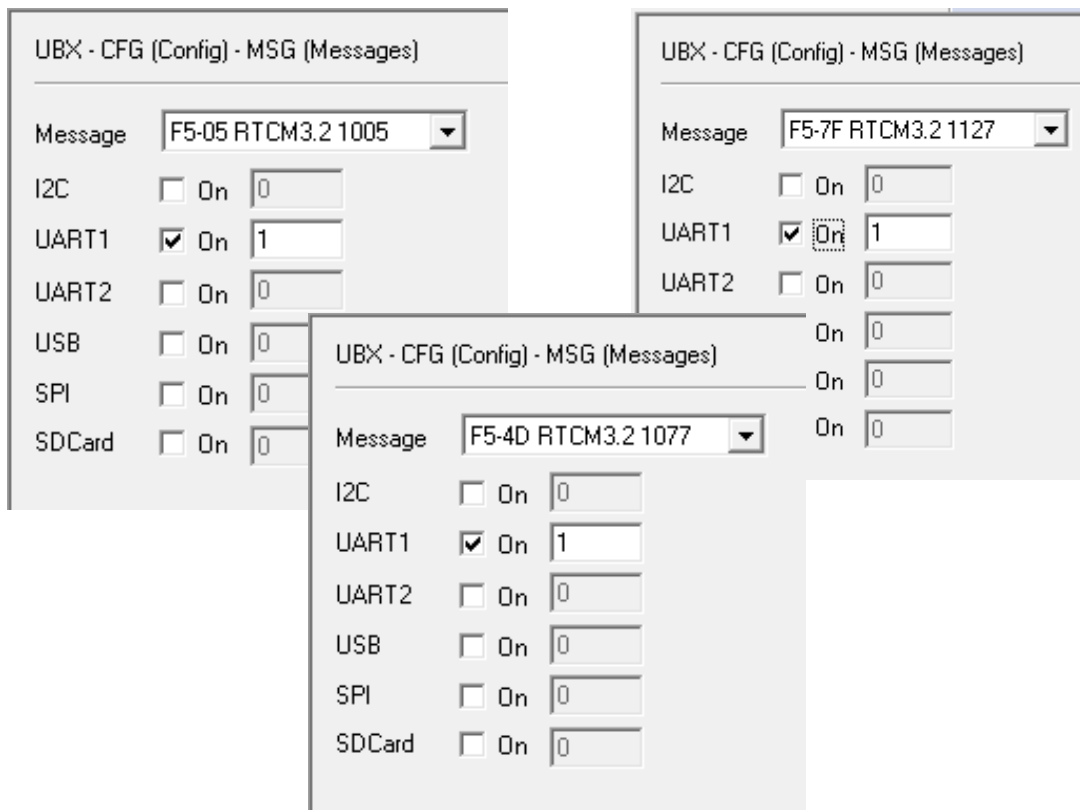 UBX - CFG (Config) - MSG (Messages)
Message F5-05 RTCM3.2 1005
I2C On 0
UART1 On 1
UART2 On 0
USB On 0
SPI On 0
SDCard On 0
UBX - CFG (Config) - MSG (Messages)
Message F5-7F RTCM3.2 1127
I2C On 0
UART1 On 1
UART2 On 0
On 0
On 0
On 0
UBX - CFG (Config) - MSG (Messages)
Message F5-4D RTCM3.2 1077
I2C On 0
UART1 On 1
UART2 On 0
USB On 0
SPI On 0
SDCard On 0